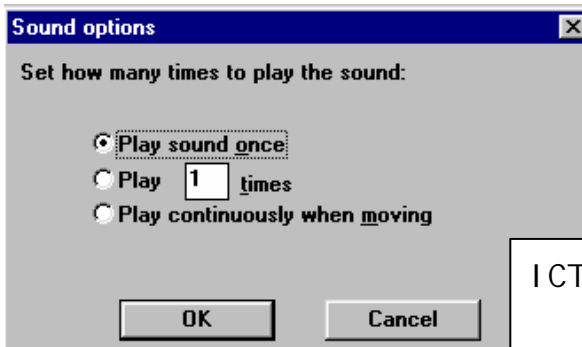 Sound options
Set how many times to play the sound:
Play sound once
Play 1 times
Play continuously when moving
OK Cancel
ICT